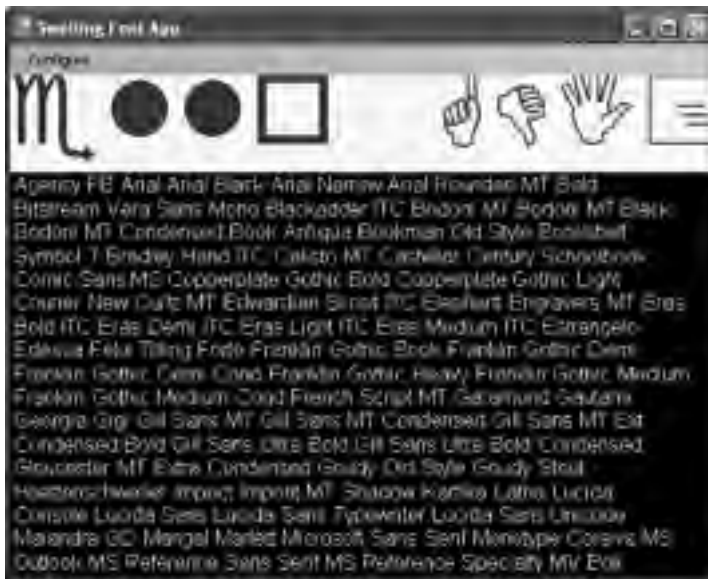 Swelling Font App
Configure
Agency FB Arial Arial Black Arial Narrow Arial Rounded MT Bold
Bitstream Vera Sans Mono Blackadder ITC Bodoni MT Bodoni MT Black
Bodoni MT Condensed Book Antiqua Bookman Old Style Bookshelf
Symbol 7 Bradley Hand ITC Calisto MT Castellar Century Schoolbook
Comic Sans MS Copperplate Gothic Bold Copperplate Gothic Light
Courier New Curlz MT Edwardian Script ITC Elephant Engravers MT Eras
Bold ITC Eras Demi ITC Eras Light ITC Eras Medium ITC Estrangelo
Edessa Felix Titling Forte Franklin Gothic Book Franklin Gothic Demi
Franklin Gothic Demi Cond Franklin Gothic Heavy Franklin Gothic Medium
Franklin Gothic Medium Cond French Script MT Garamond Gautami
Georgia Gigi Gill Sans MT Gill Sans MT Condensed Gill Sans MT Ext
Condensed Bold Gill Sans Ultra Bold Gill Sans Ultra Bold Condensed
Gloucester MT Extra Condensed Goudy Old Style Goudy Stout
Haettenschweiler Impact Imprint MT Shadow Kartika Latha Lucida
Console Lucida Sans Lucida Sans Typewriter Lucida Sans Unicode
Maiandra GD Mangal Marlett Microsoft Sans Serif Monotype Corsiva MS
Outlook MS Reference Sans Serif MS Reference Specialty MV Boli